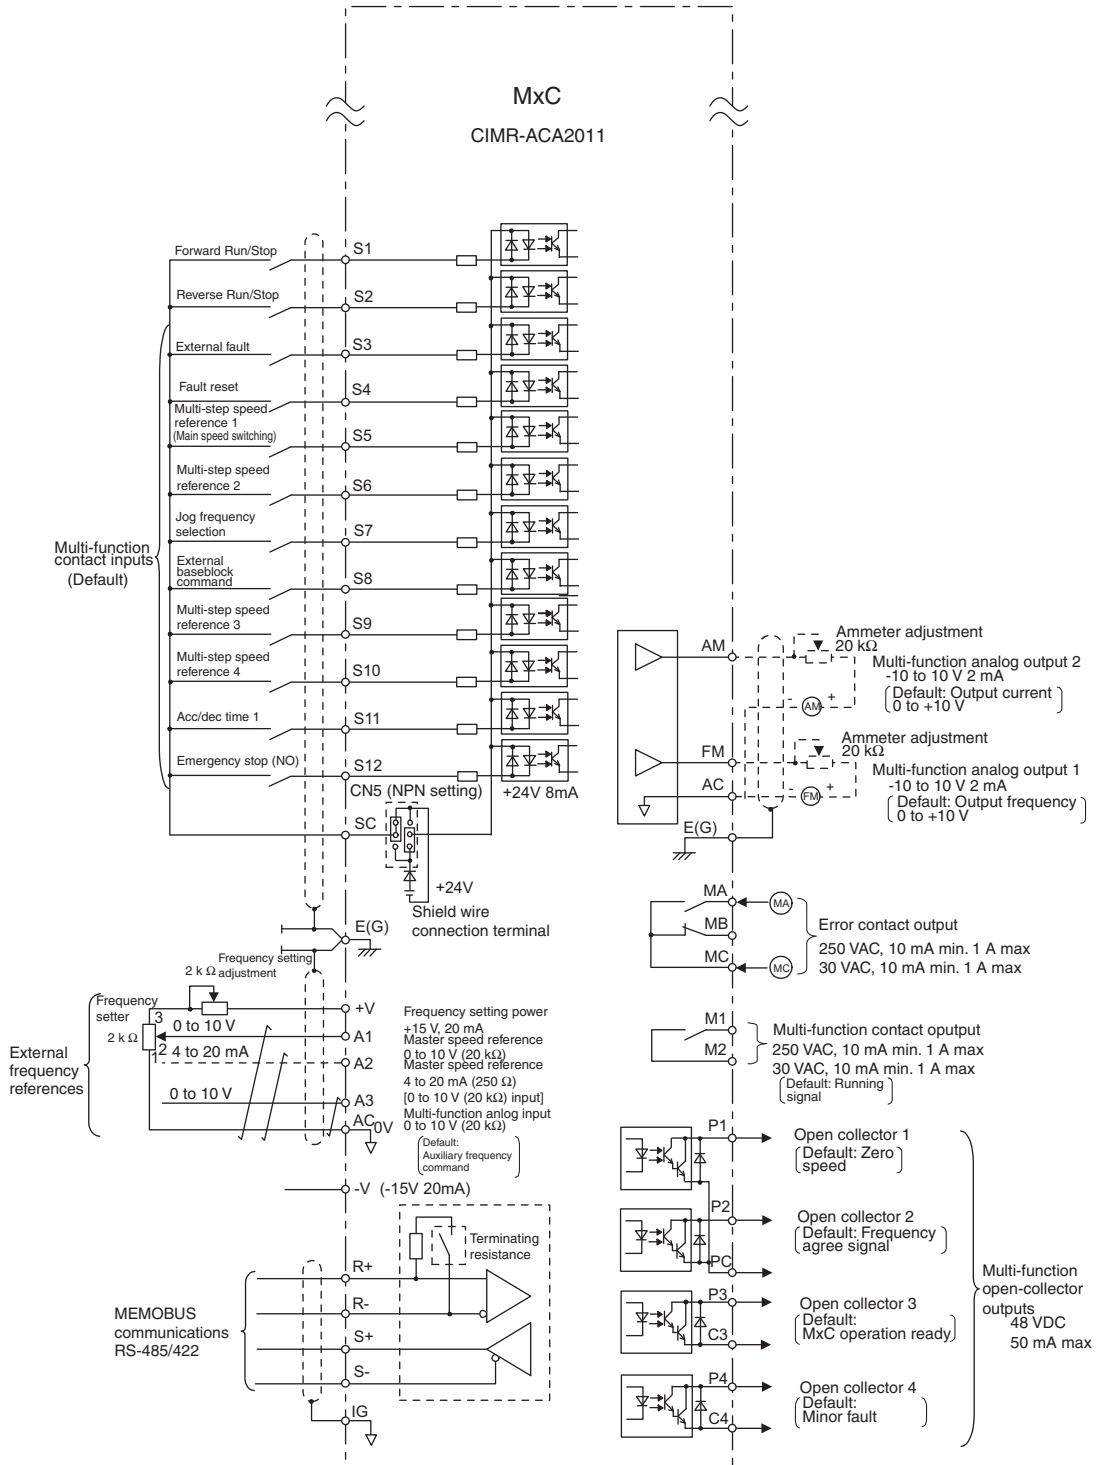 MxC
CIMR-ACA2011
Forward Run/Stop
S1
Reverse Run/Stop
S2
External fault
S3
Fault reset
S4
Multi-step speed
reference 1
(Main speed switching)
S5
Multi-step speed
reference 2
S6
Jog frequency
selection
S7
Multi-function
contact inputs
(Default)
External
baseblock
command
S8
Multi-step speed
reference 3
S9
Multi-step speed
reference 4
S10
Acc/dec time 1
S11
Emergency stop (NO)
S12
CN5 (NPN setting)
+24V 8mA
SC
+24V
Shield wire
connection terminal
E(G)
Frequency setting
adjustment
2 k Ω
Frequency
setter
2 k Ω
3
2
0 to 10 V
4 to 20 mA
0 to 10 V
External
frequency
references
+V
A1
A2
A3
AC
0V
Frequency setting power
+15 V, 20 mA
Master speed reference
0 to 10 V (20 kΩ)
Master speed reference
4 to 20 mA (250 Ω)
[0 to 10 V (20 kΩ) input]
Multi-function anlog input
0 to 10 V (20 kΩ)
Default:
Auxiliary frequency
command
-V (-15V 20mA)
Terminating
resistance
R+
R-
S+
S-
IG
MEMOBUS
communications
RS-485/422
AM
Ammeter adjustment
20 kΩ
Multi-function analog output 2
-10 to 10 V 2 mA
Default: Output current
0 to +10 V
- AM +
FM
Ammeter adjustment
20 kΩ
Multi-function analog output 1
-10 to 10 V 2 mA
Default: Output frequency
0 to +10 V
- FM +
AC
E(G)
MA
MA
MB
MC
MC
Error contact output
250 VAC, 10 mA min. 1 A max
30 VAC, 10 mA min. 1 A max
M1
M2
Multi-function contact oputput
250 VAC, 10 mA min. 1 A max
30 VAC, 10 mA min. 1 A max
Default: Running
signal
P1
Open collector 1
Default: Zero
speed
P2
Open collector 2
Default: Frequency
agree signal
PC
P3
Open collector 3
Default:
MxC operation ready
C3
P4
Open collector 4
Default:
Minor fault
C4
Multi-function
open-collector
outputs
48 VDC
50 mA max